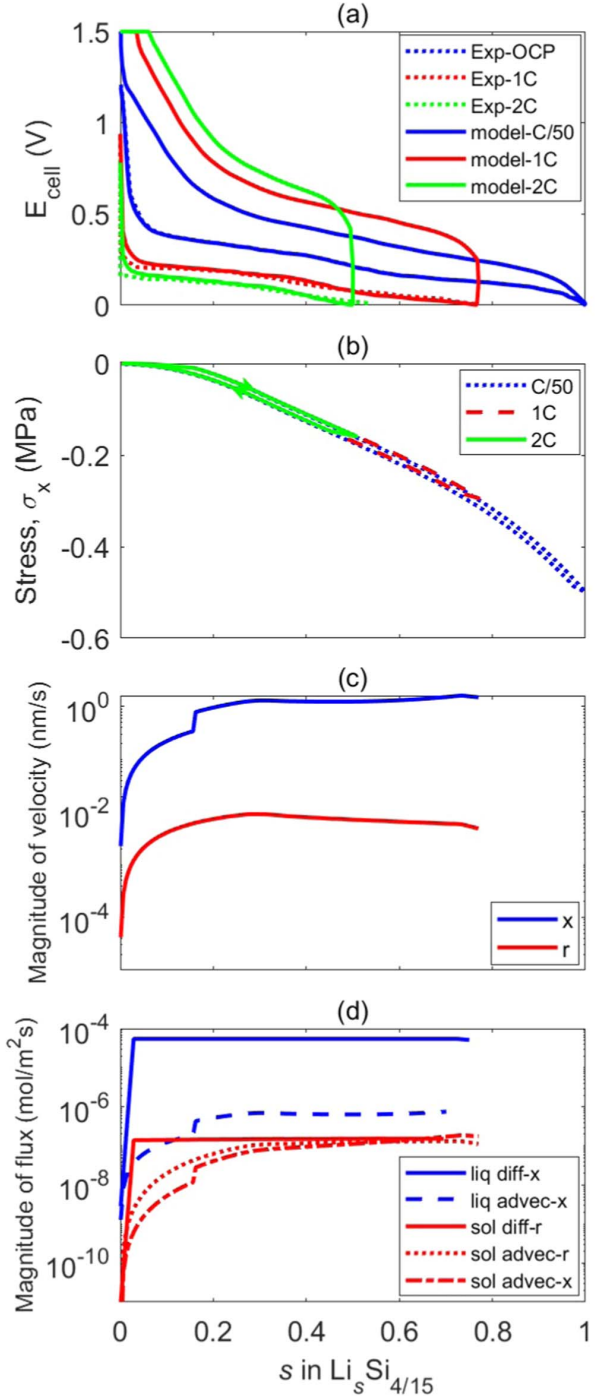 (a)
1.5
1
0.5
0
E_cell (V)
Exp-OCP
Exp-1C
Exp-2C
model-C/50
model-1C
model-2C
(b)
0
-0.2
-0.4
-0.6
Stress, σ_x (MPa)
C/50
1C
2C
(c)
10^0
10^-2
10^-4
Magnitude of velocity (nm/s)
x
r
(d)
10^-4
10^-6
10^-8
10^-10
Magnitude of flux (mol/m^2s)
liq diff-x
liq advec-x
sol diff-r
sol advec-r
sol advec-x
0
0.2
0.4
0.6
0.8
1
s in Li_sSi_4/15